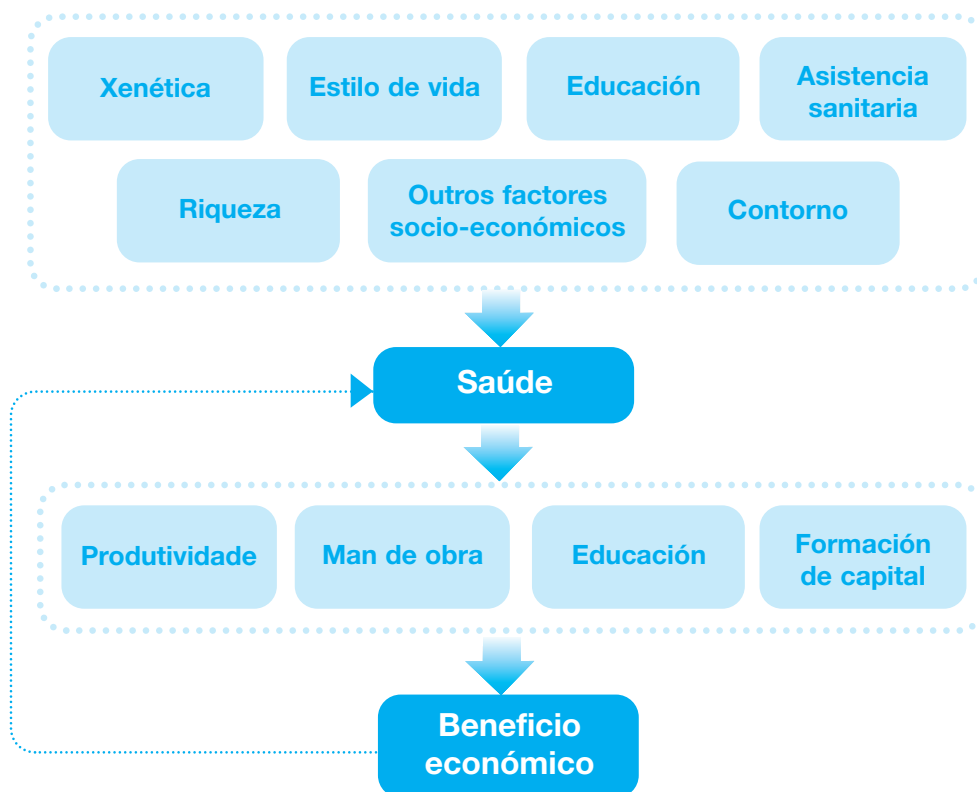 Xenética
Estilo de vida
Educación
Asistencia
sanitaria
Riqueza
Outros factores
socio-económicos
Contorno
Saúde
Produtividade
Man de obra
Educación
Formación
de capital
Beneficio
económico